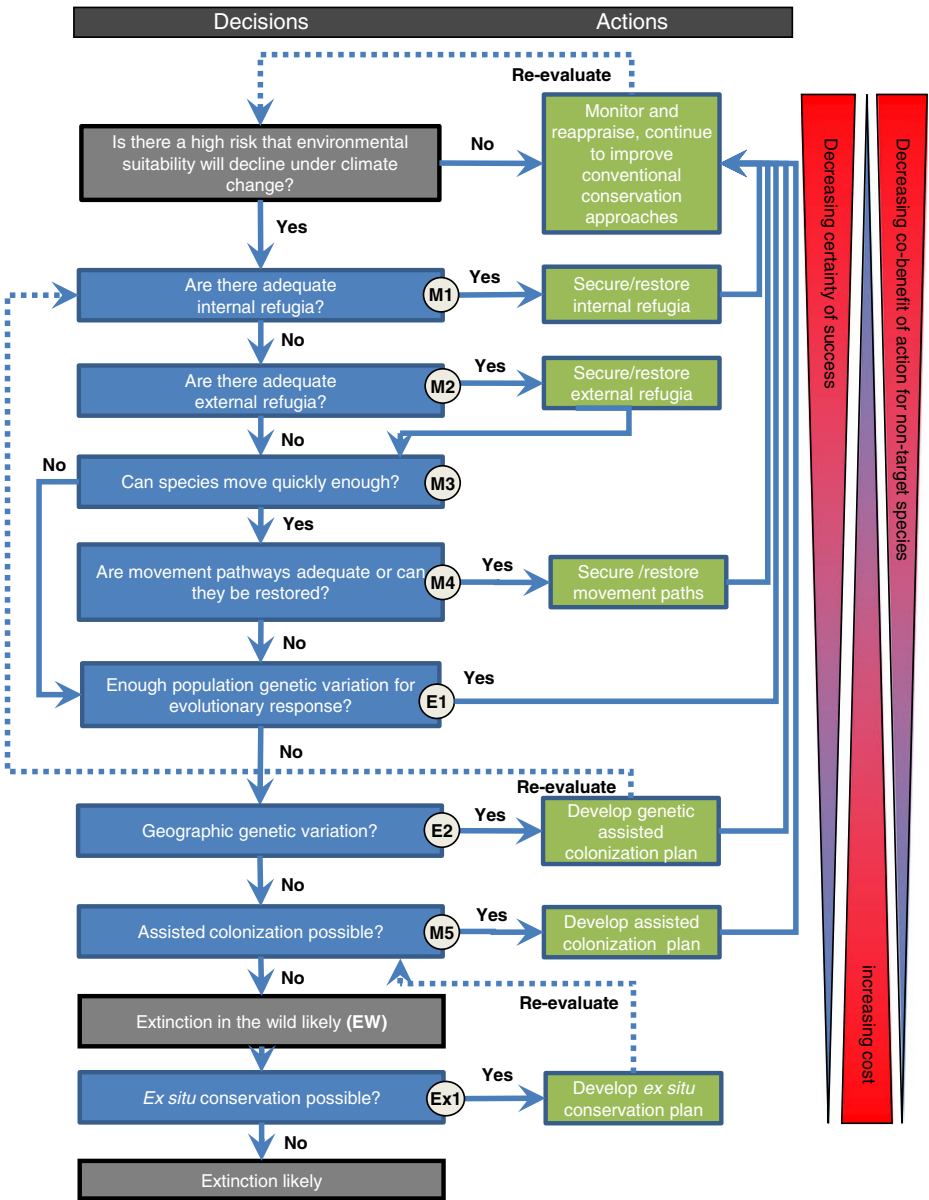 Decisions
Actions
Re-evaluate
Is there a high risk that environmental
suitability will decline under climate
change?
No
Monitor and
reappraise, continue
to improve
conventional
conservation
approaches
Yes
Are there adequate
internal refugia?
M1
Yes
Secure/restore
internal refugia
No
Are there adequate
external refugia?
M2
Yes
Secure/restore
external refugia
No
No
Can species move quickly enough?
M3
Yes
Are movement pathways adequate or can
they be restored?
M4
Yes
Secure /restore
movement paths
No
Enough population genetic variation for
evolutionary response?
E1
Yes
No
Re-evaluate
Geographic genetic variation?
E2
Yes
Develop genetic
assisted
colonization plan
No
Assisted colonization possible?
M5
Yes
Develop assisted
colonization plan
No
Re-evaluate
Extinction in the wild likely (EW)
Ex situ conservation possible?
Ex1
Yes
Develop ex situ
conservation plan
No
Extinction likely
Decreasing certainty of success
increasing cost
Decreasing co-benefit of action for non-target species